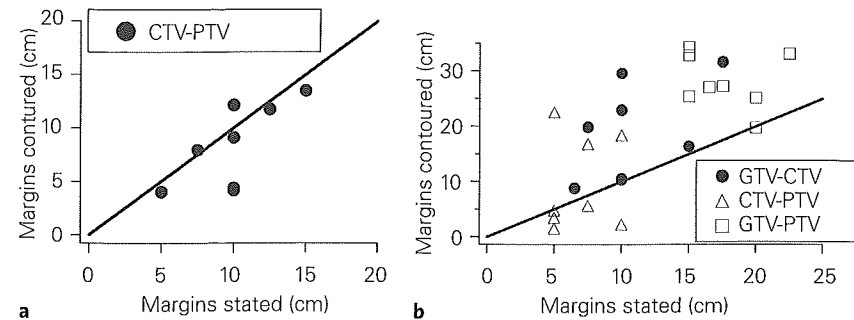 CTV-PTV
Margins contured (cm)
20
15
10
5
0
0 5 10 15 20
Margins stated (cm)
a
Margins contoured (cm)
30
20
10
0
GTV-CTV
CTV-PTV
GTV-PTV
0 5 10 15 20 25
Margins stated (cm)
b